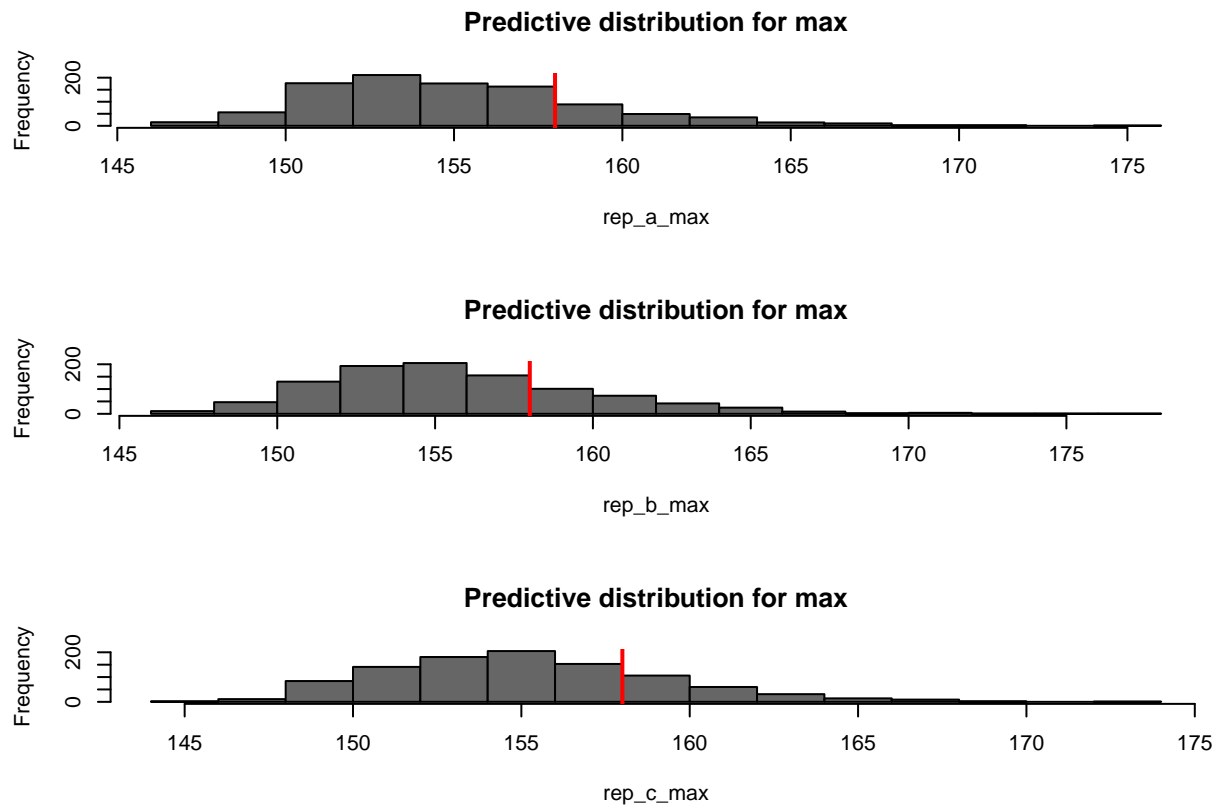 Predictive distribution for max
Frequency
200
0
145 150 155 160 165 170 175
rep_a_max
Predictive distribution for max
Frequency
200
0
145 150 155 160 165 170 175
rep_b_max
Predictive distribution for max
Frequency
200
0
145 150 155 160 165 170 175
rep_c_max